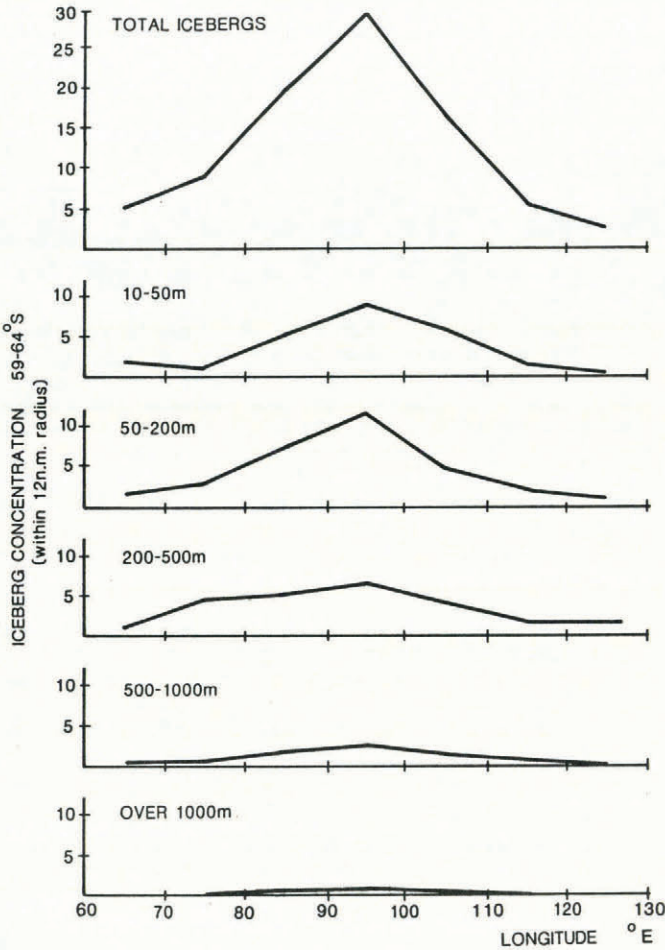 30
TOTAL ICEBERGS
25
20
15
10
5
10-50m
10
5
50-200m
10
5
200-500m
10
5
500-1000m
10
5
OVER 1000m
10
5
60 70 80 90 100 110 120 130
LONGITUDE °E
ICEBERG CONCENTRATION 59-64°S
(within 12n.m. radius)